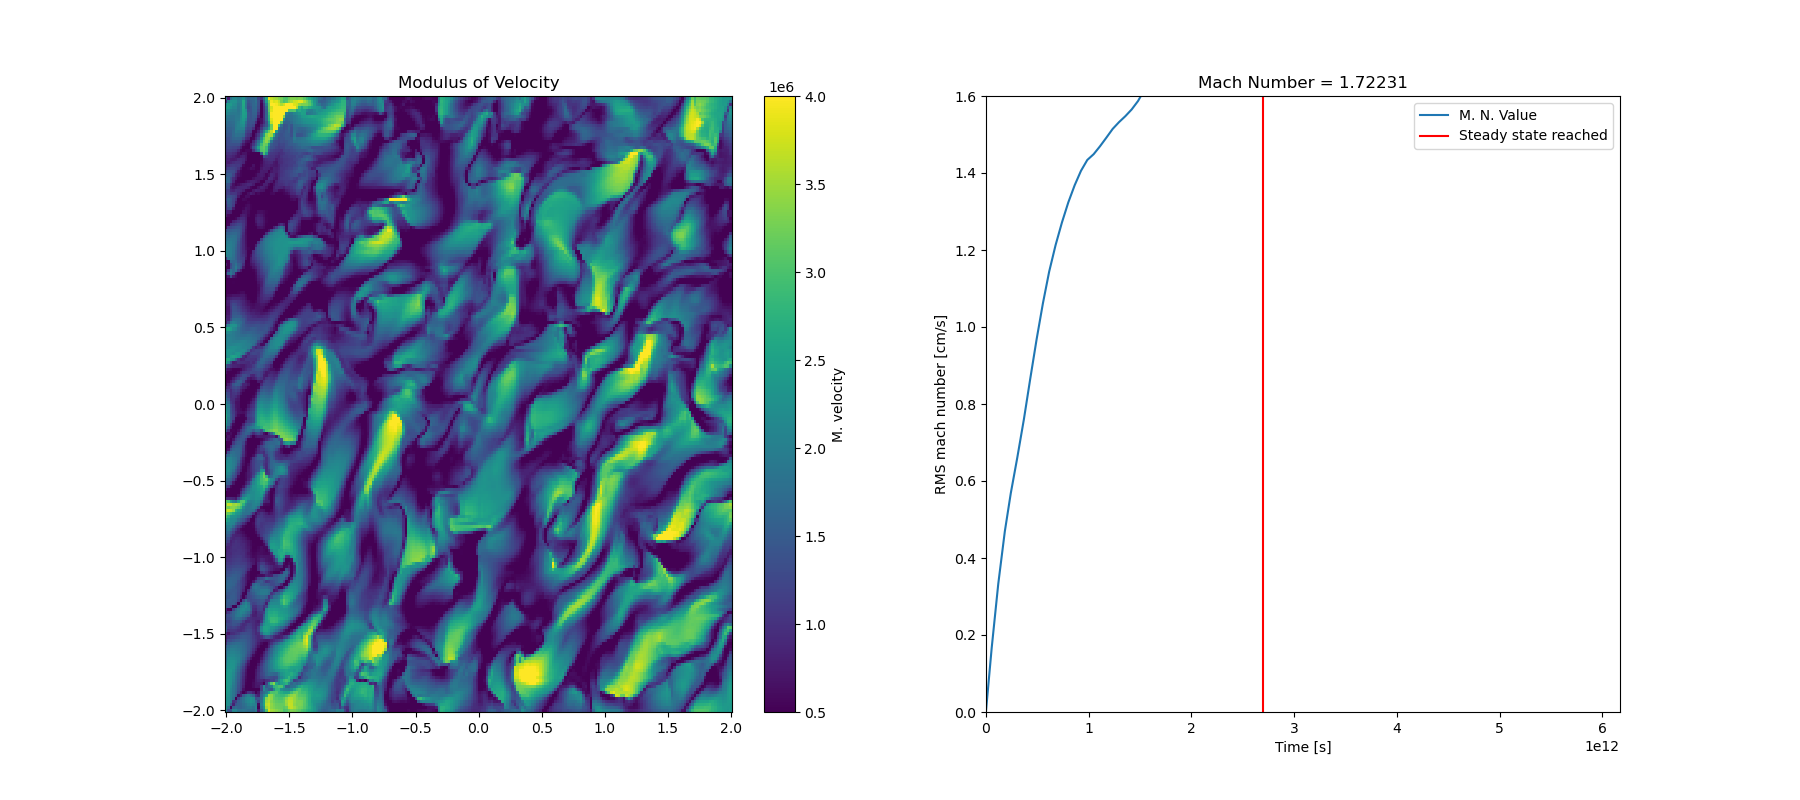 Modulus of Velocity
2.0
1.5
1.0
0.5
0.0
−0.5
−1.0
−1.5
−2.0
−2.0 −1.5 −1.0 −0.5 0.0 0.5 1.0 1.5 2.0
1e6
4.0
3.5
3.0
2.5
2.0
1.5
1.0
0.5
M. velocity
Mach Number = 1.72231
M. N. Value
Steady state reached
RMS mach number [cm/s]
1.6
1.4
1.2
1.0
0.8
0.6
0.4
0.2
0.0
0 1 2 3 4 5 6
1e12
Time [s]